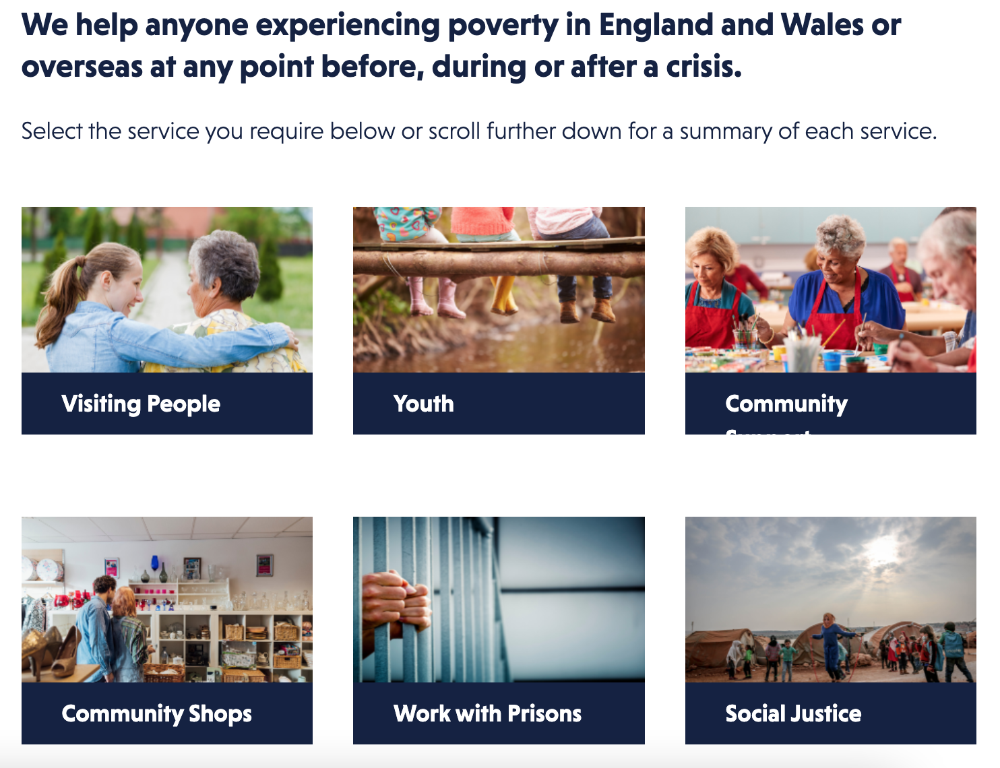 We help anyone experiencing poverty in England and Wales or
overseas at any point before, during or after a crisis.
Select the service you require below or scroll further down for a summary of each service.
Visiting People
Youth
Community
Support
Community Shops
Work with Prisons
Social Justice